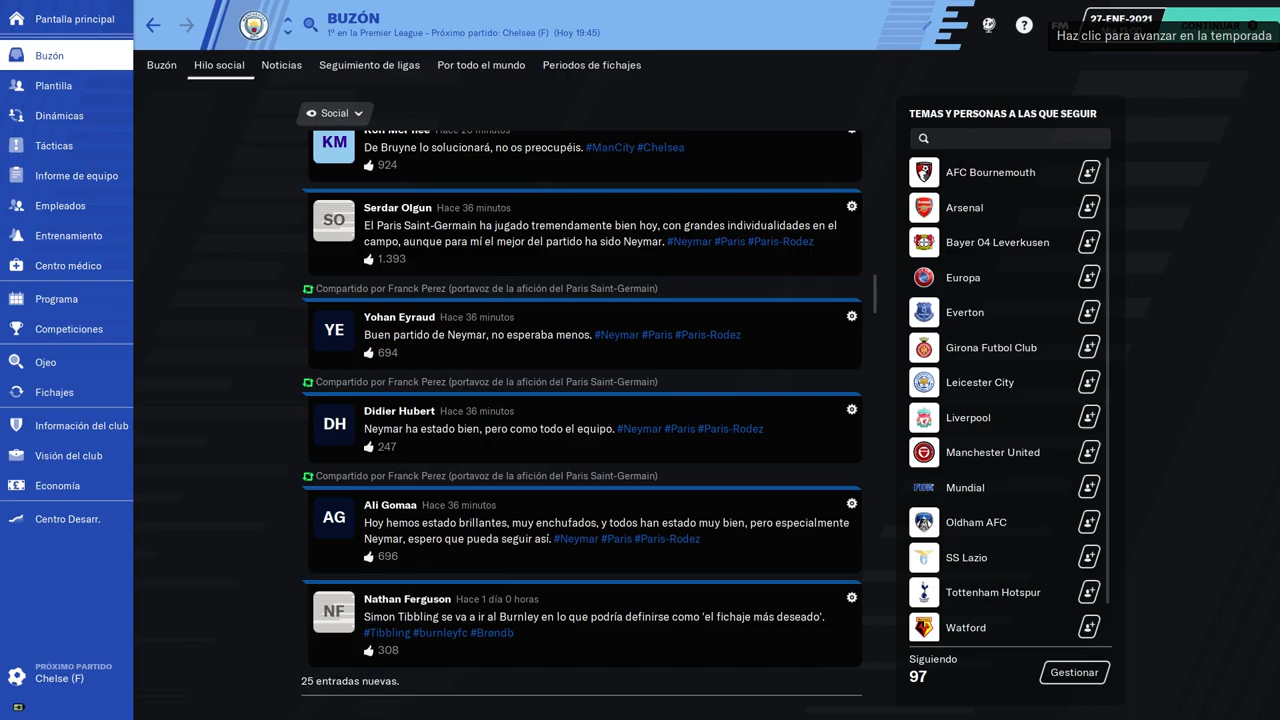 Pantalla principal
Buzón
Plantilla
Dinámicas
Tácticas
Informe de equipo
Empleados
Entrenamiento
Centro médico
Programa
Competiciones
Ojeo
Fichajes
Información del club
Visión del club
Economía
Centro Desarr.
PRÓXIMO PARTIDO
Chelse (F)
BUZÓN
1º en la Premier League - Próximo partido: Chelsea (F) (Hoy 19:45)
FM
27-ENE-2021
CONTINUAR
Haz clic para avanzar en la temporada
Buzón
Hilo social
Noticias
Seguimiento de ligas
Por todo el mundo
Periodos de fichajes
Social
KM
De Bruyne lo solucionará, no os preocupéis. #ManCity #Chelsea
924
SO
Serdar Olgun Hace 36 minutos
El Paris Saint-Germain ha jugado tremendamente bien hoy, con grandes individualidades en el
campo, aunque para mí el mejor del partido ha sido Neymar. #Neymar #Paris #Paris-Rodez
1.393
Compartido por Franck Perez (portavoz de la afición del Paris Saint-Germain)
YE
Yohan Eyraud Hace 36 minutos
Buen partido de Neymar, no esperaba menos. #Neymar #Paris #Paris-Rodez
694
Compartido por Franck Perez (portavoz de la afición del Paris Saint-Germain)
DH
Didier Hubert Hace 36 minutos
Neymar ha estado bien, pero como todo el equipo. #Neymar #Paris #Paris-Rodez
247
Compartido por Franck Perez (portavoz de la afición del Paris Saint-Germain)
AG
Ali Gomaa Hace 36 minutos
Hoy hemos estado brillantes, muy enchufados, y todos han estado muy bien, pero especialmente
Neymar, espero que pueda seguir así. #Neymar #Paris #Paris-Rodez
696
NF
Nathan Ferguson Hace 1 día 0 horas
Simon Tibbling se va a ir al Burnley en lo que podría definirse como 'el fichaje más deseado'.
#Tibbling #burnleyfc #Brøndb
308
25 entradas nuevas.
TEMAS Y PERSONAS A LAS QUE SEGUIR
AFC Bournemouth
Arsenal
Bayer 04 Leverkusen
Europa
Everton
Girona Futbol Club
Leicester City
Liverpool
Manchester United
FIFA
Mundial
Oldham AFC
SS Lazio
Tottenham Hotspur
Watford
Siguiendo
97
Gestionar